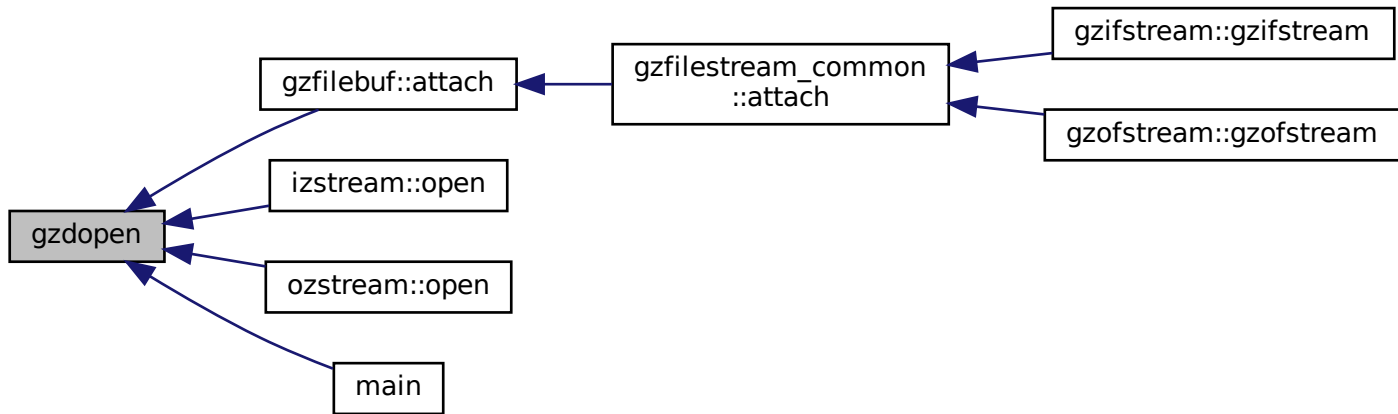 gzdopen
gzfilebuf::attach
izstream::open
ozstream::open
main
gzfilestream_common
::attach
gzifstream::gzifstream
gzofstream::gzofstream